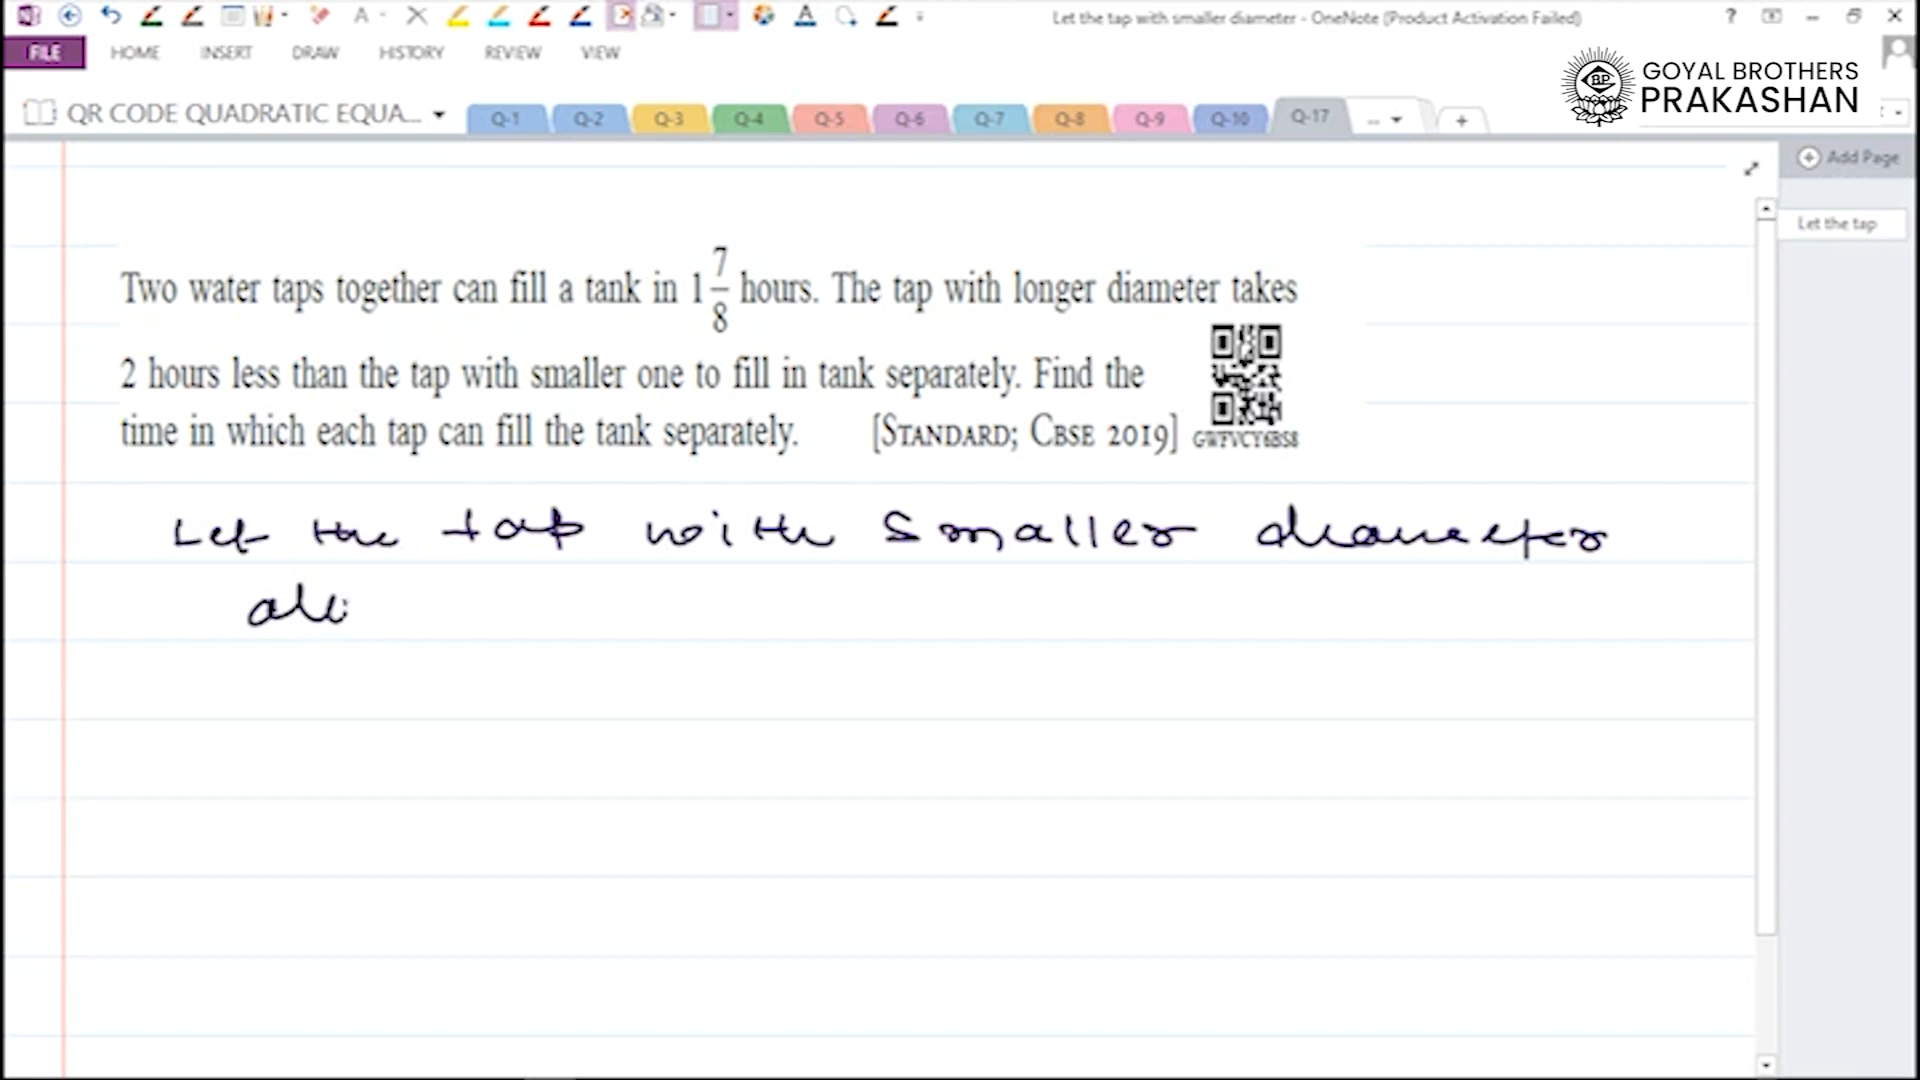 Let the tap with smaller diameter - OneNote (Product Activation Failed)
FILE HOME INSERT DRAW HISTORY REVIEW VIEW
GOYAL BROTHERS
PRAKASHAN
QR CODE QUADRATIC EQUA... Q-1 Q-2 Q-3 Q-4 Q-5 Q-6 Q-7 Q-8 Q-9 Q-10 Q-17 ...
Add Page
Let the tap
Two water taps together can fill a tank in 1 7/8 hours. The tap with longer diameter takes
2 hours less than the tap with smaller one to fill in tank separately. Find the
time in which each tap can fill the tank separately. [STANDARD; CBSE 2019] GWFVCY6BS8
Let the tap with smaller diameter